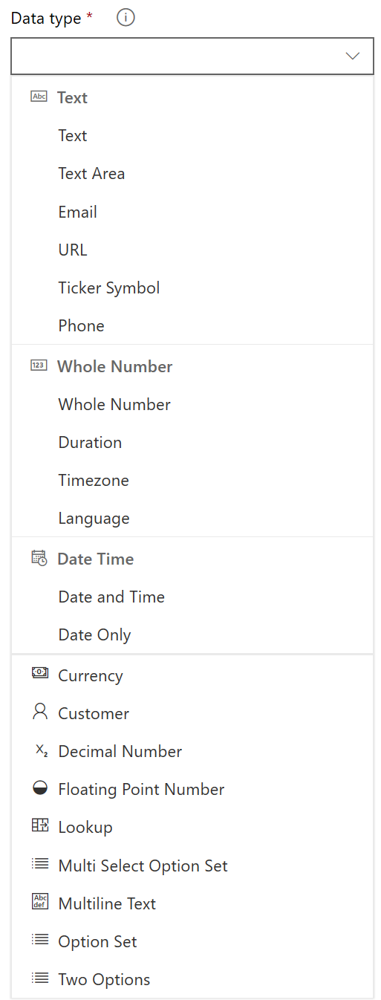 Data type *
Abc Text
Text
Text Area
Email
URL
Ticker Symbol
Phone
123 Whole Number
Whole Number
Duration
Timezone
Language
Date Time
Date and Time
Date Only
Currency
Customer
X₂ Decimal Number
Floating Point Number
Lookup
Multi Select Option Set
Abc
def
Multiline Text
Option Set
Two Options